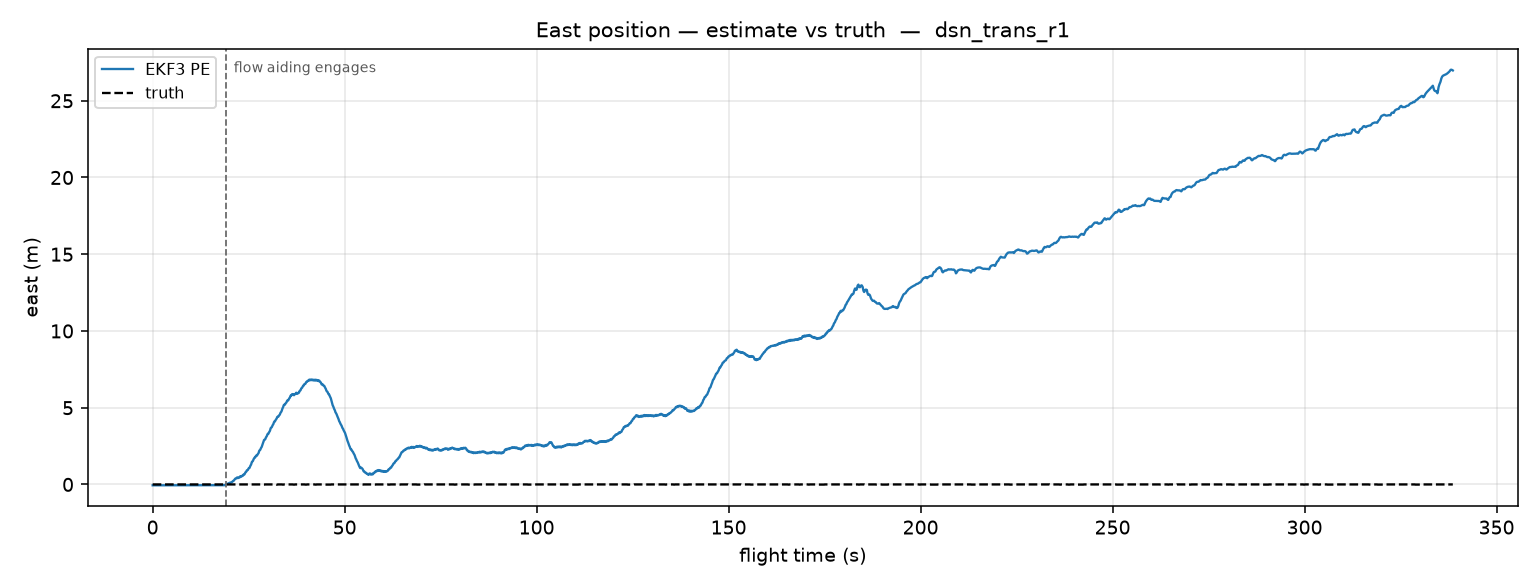 East position — estimate vs truth — dsn_trans_r1
EKF3 PE
truth
flow aiding engages
east (m)
25
20
15
10
5
0
0 50 100 150 200 250 300 350
flight time (s)